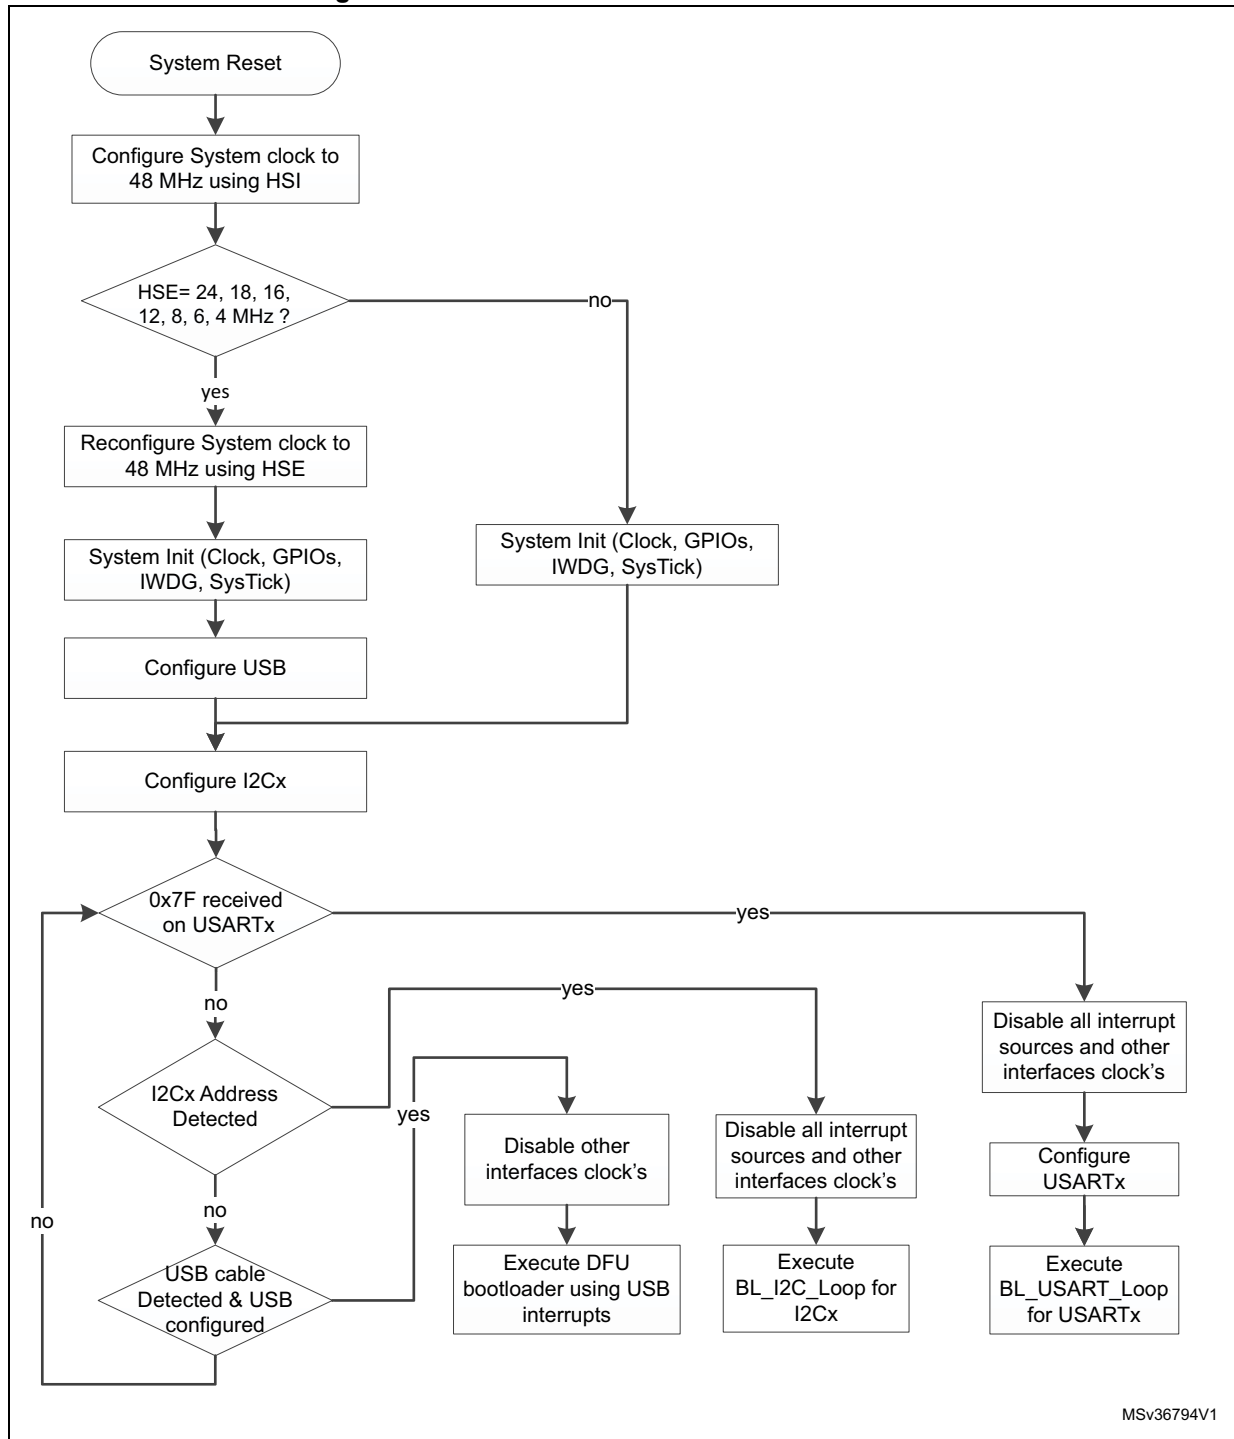 System Reset
Configure System clock to
48 MHz using HSI
HSE= 24, 18, 16,
12, 8, 6, 4 MHz ?
no
yes
Reconfigure System clock to
48 MHz using HSE
System Init (Clock, GPIOs,
IWDG, SysTick)
System Init (Clock, GPIOs,
IWDG, SysTick)
Configure USB
Configure I2Cx
0x7F received
on USARTx
yes
no
yes
Disable all interrupt
sources and other
interfaces clock's
I2Cx Address
Detected
yes
Disable other
interfaces clock's
Disable all interrupt
sources and other
interfaces clock's
Configure
USARTx
no
no
USB cable
Detected & USB
configured
Execute DFU
bootloader using USB
interrupts
Execute
BL_I2C_Loop for
I2Cx
Execute
BL_USART_Loop
for USARTx
MSv36794V1